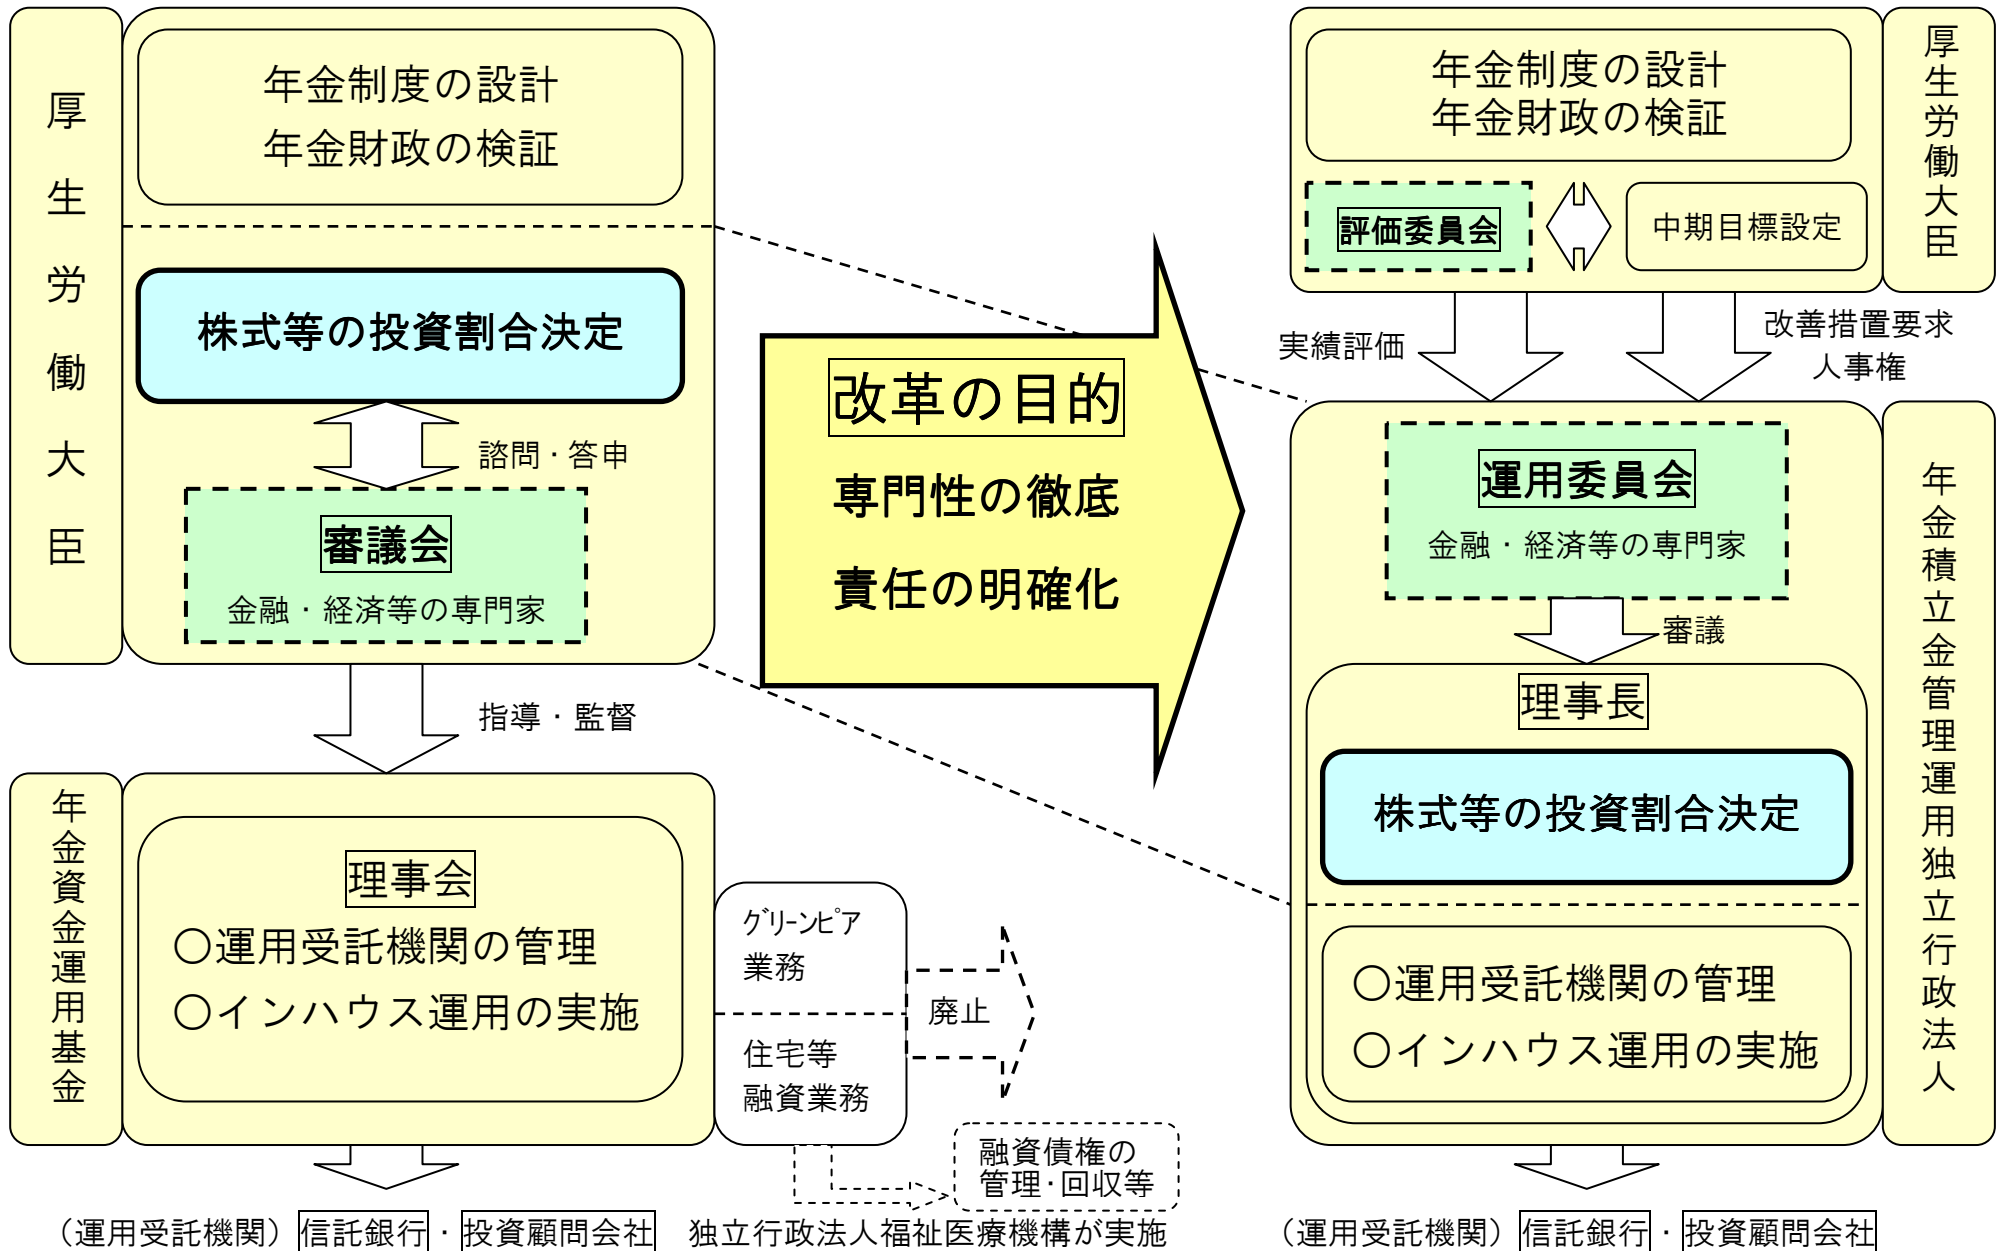 厚生労働大臣
年金制度の設計
年金財政の検証
株式等の投資割合決定
諮問・答申
審議会
金融・経済等の専門家
指導・監督
年金資金運用基金
理事会
○運用受託機関の管理
○インハウス運用の実施
グリーンピア
業務
住宅等
融資業務
廃止
融資債権の
管理・回収等
（運用受託機関）信託銀行・投資顧問会社
独立行政法人福祉医療機構が実施
改革の目的
専門性の徹底
責任の明確化
年金制度の設計
年金財政の検証
厚生労働大臣
評価委員会
中期目標設定
実績評価
改善措置要求
人事権
運用委員会
金融・経済等の専門家
審議
理事長
株式等の投資割合決定
○運用受託機関の管理
○インハウス運用の実施
年金積立金管理運用独立行政法人
（運用受託機関）信託銀行・投資顧問会社